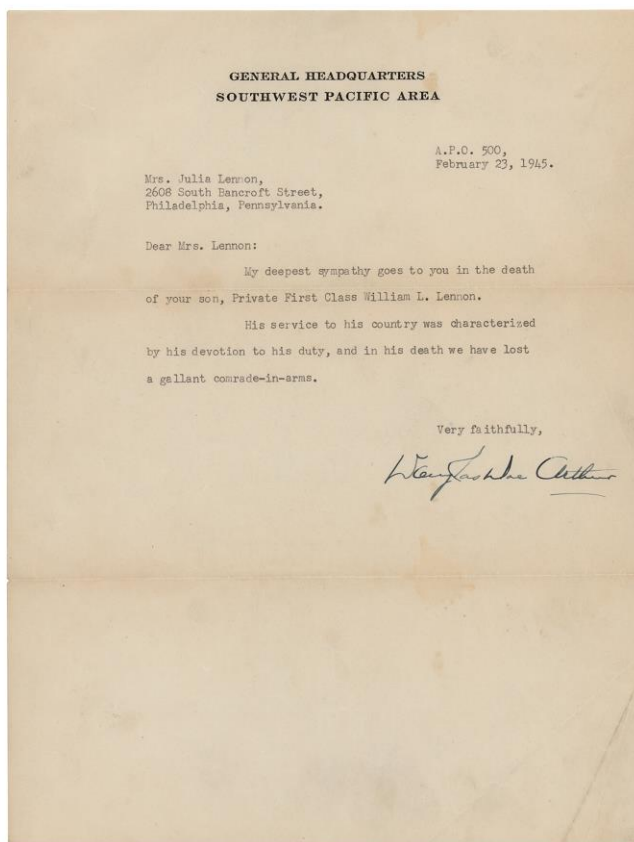 GENERAL HEADQUARTERS
SOUTHWEST PACIFIC AREA
A.P.O. 500,
February 23, 1945.
Mrs. Julia Lennon,
2608 South Bancroft Street,
Philadelphia, Pennsylvania.
Dear Mrs. Lennon:
My deepest sympathy goes to you in the death
of your son, Private First Class William L. Lennon.
His service to his country was characterized
by his devotion to his duty, and in his death we have lost
a gallant comrade-in-arms.
Very faithfully,
Douglas MacArthur